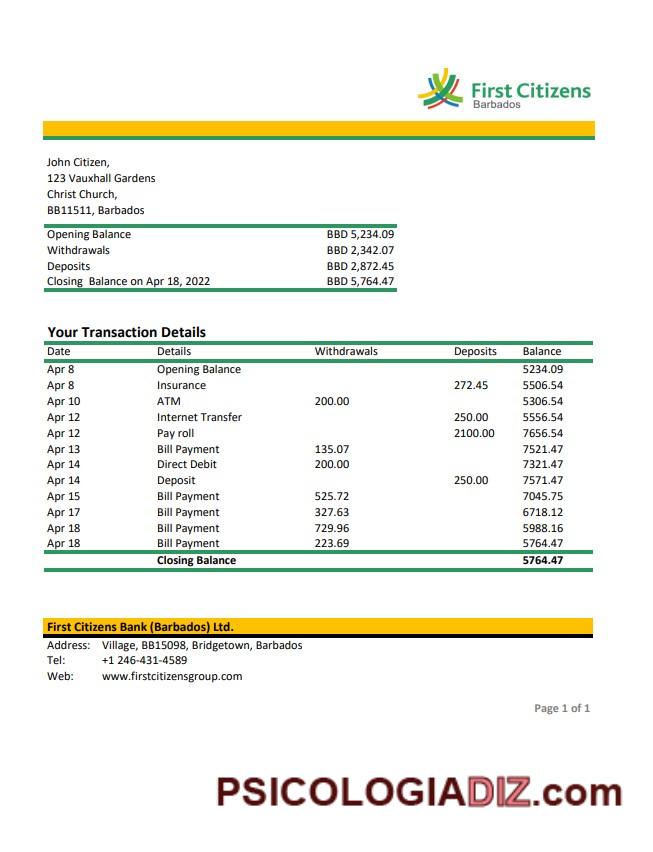 First Citizens
Barbados
John Citizen,
123 Vauxhall Gardens
Christ Church,
BB11511, Barbados
Opening Balance BBD 5,234.09
Withdrawals BBD 2,342.07
Deposits BBD 2,872.45
Closing Balance on Apr 18, 2022 BBD 5,764.47
Your Transaction Details
Date Details Withdrawals Deposits Balance
Apr 8 Opening Balance 5234.09
Apr 8 Insurance 272.45 5506.54
Apr 10 ATM 200.00 5306.54
Apr 12 Internet Transfer 250.00 5556.54
Apr 12 Pay roll 2100.00 7656.54
Apr 13 Bill Payment 135.07 7521.47
Apr 14 Direct Debit 200.00 7321.47
Apr 14 Deposit 250.00 7571.47
Apr 15 Bill Payment 525.72 7045.75
Apr 17 Bill Payment 327.63 6718.12
Apr 18 Bill Payment 729.96 5988.16
Apr 18 Bill Payment 223.69 5764.47
Closing Balance 5764.47
First Citizens Bank (Barbados) Ltd.
Address: Village, BB15098, Bridgetown, Barbados
Tel: +1 246-431-4589
Web: www.firstcitizensgroup.com
Page 1 of 1
PSICOLOGIADIZ.com